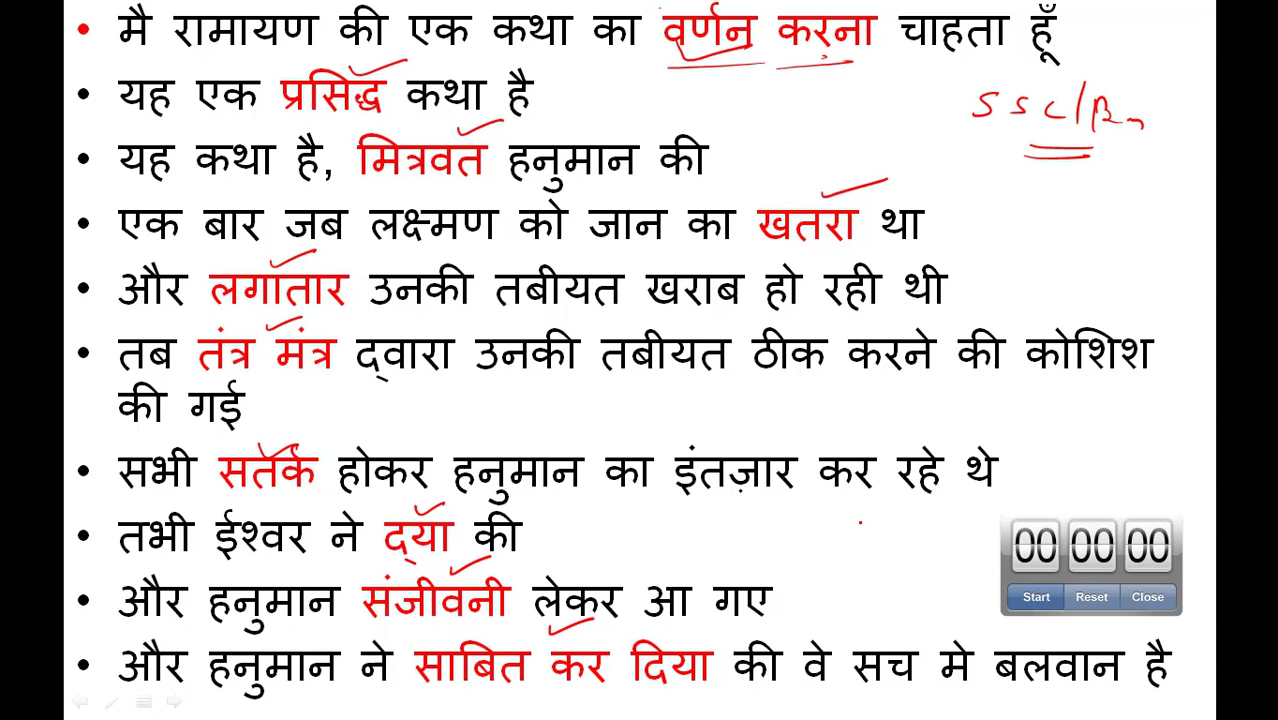 • मै रामायण की एक कथा का वर्णन करना चाहता हूँ
• यह एक प्रसिद्ध कथा है
SSC/
• यह कथा है, मित्रवत हनुमान की
• एक बार जब लक्ष्मण को जान का खतरा था
• और लगातार उनकी तबीयत खराब हो रही थी
• तब तंत्र मंत्र द्वारा उनकी तबीयत ठीक करने की कोशिश
की गई
• सभी सतर्क होकर हनुमान का इंतज़ार कर रहे थे
• तभी ईश्वर ने द्या की
00 00 00
• और हनुमान संजीवनी लेकर आ गए
Start Reset Close
• और हनुमान ने साबित कर दिया की वे सच मे बलवान है